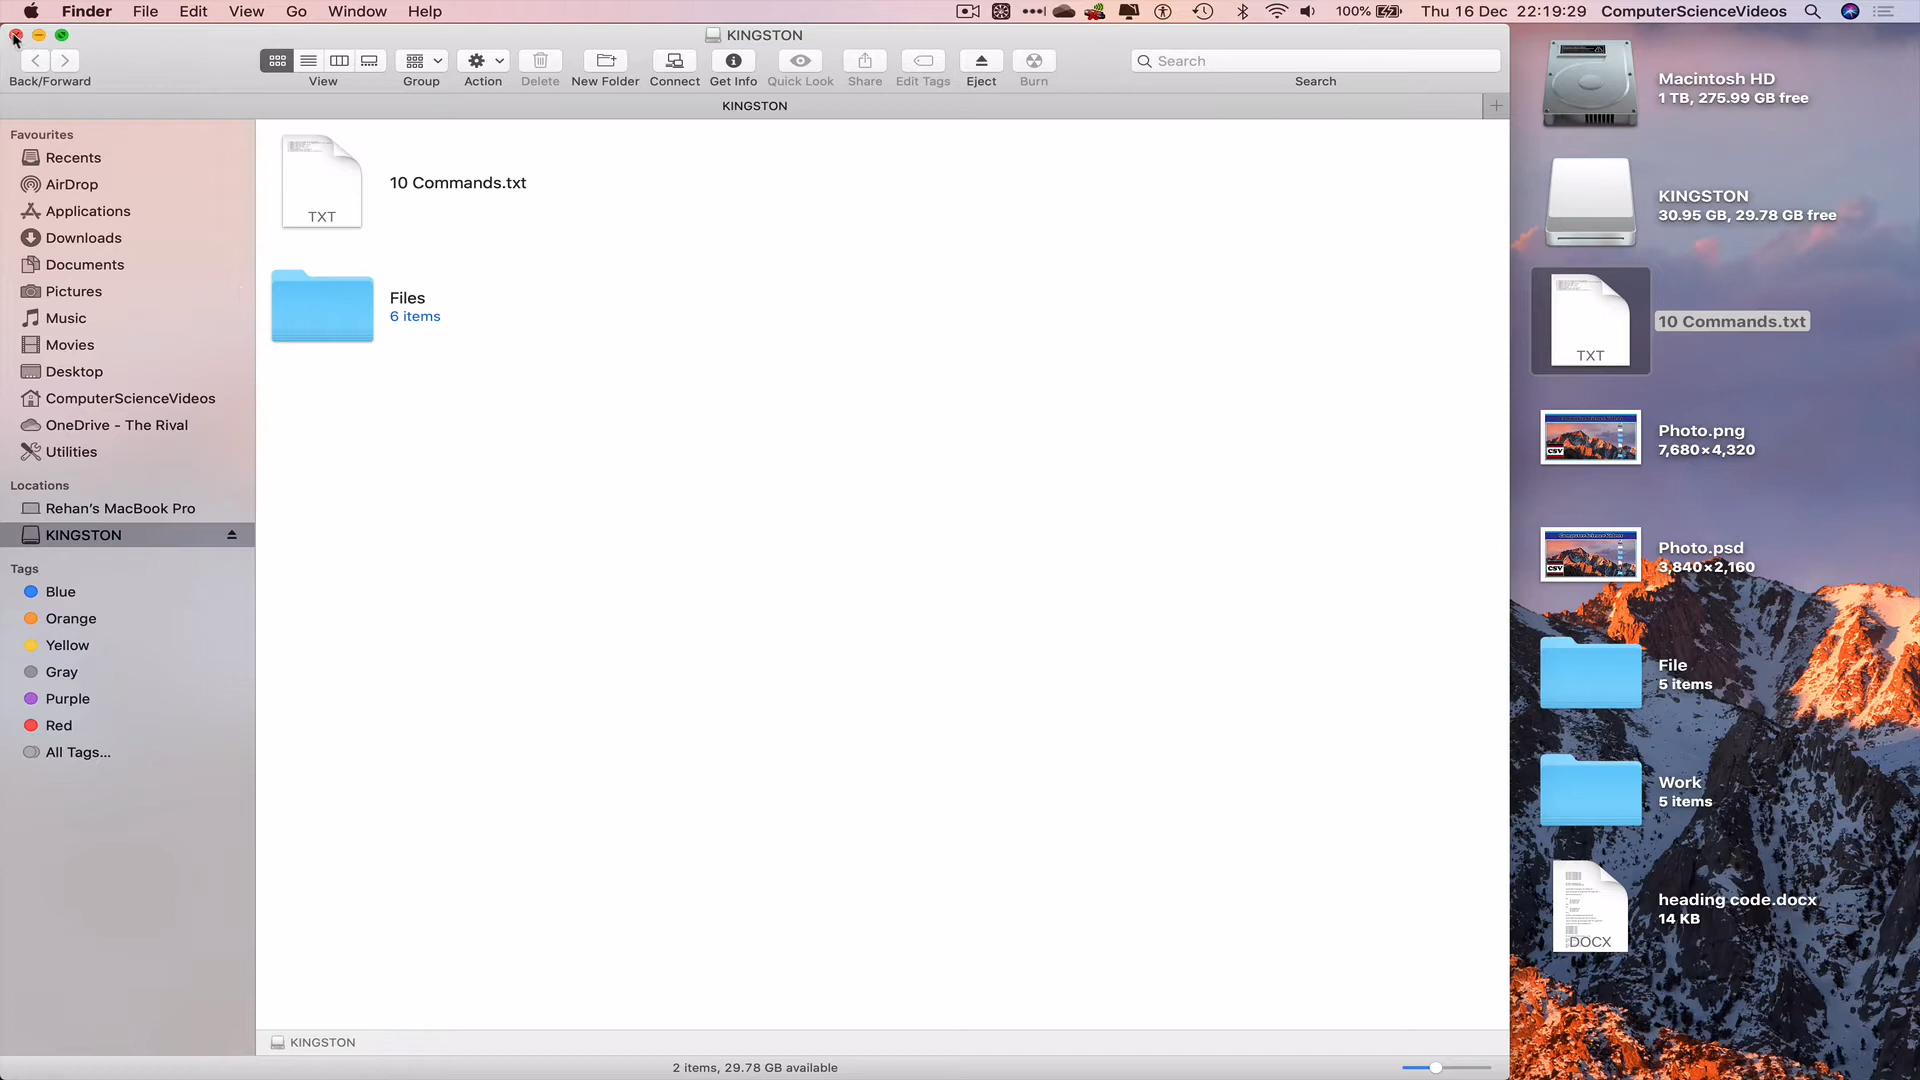 Finder File Edit View Go Window Help
100% Thu 16 Dec 22:19:29 ComputerScienceVideos
KINGSTON
Back/Forward
View
Group
Action
Delete
New Folder
Connect
Get Info
Quick Look
Share
Edit Tags
Eject
Burn
Search
Search
KINGSTON
Favourites
Recents
AirDrop
Applications
Downloads
Documents
Pictures
Music
Movies
Desktop
ComputerScienceVideos
OneDrive - The Rival
Utilities
Locations
Rehan's MacBook Pro
KINGSTON
Tags
Blue
Orange
Yellow
Gray
Purple
Red
All Tags...
TXT
10 Commands.txt
Files
6 items
KINGSTON
2 items, 29.78 GB available
Macintosh HD
1 TB, 275.99 GB free
KINGSTON
30.95 GB, 29.78 GB free
TXT
10 Commands.txt
CSV
Photo.png
7,680×4,320
CSV
Photo.psd
3,840×2,160
File
5 items
Work
5 items
DOCX
heading code.docx
14 KB